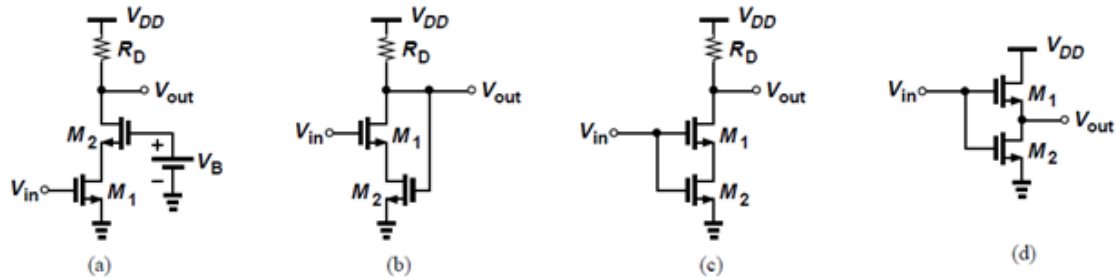 V_DD
R_D
V_out
M_2
+
V_B
−
V_in
M_1
(a)
V_DD
R_D
V_out
V_in
M_1
M_2
(b)
V_DD
R_D
V_out
V_in
M_1
M_2
(c)
V_DD
V_in
M_1
V_out
M_2
(d)